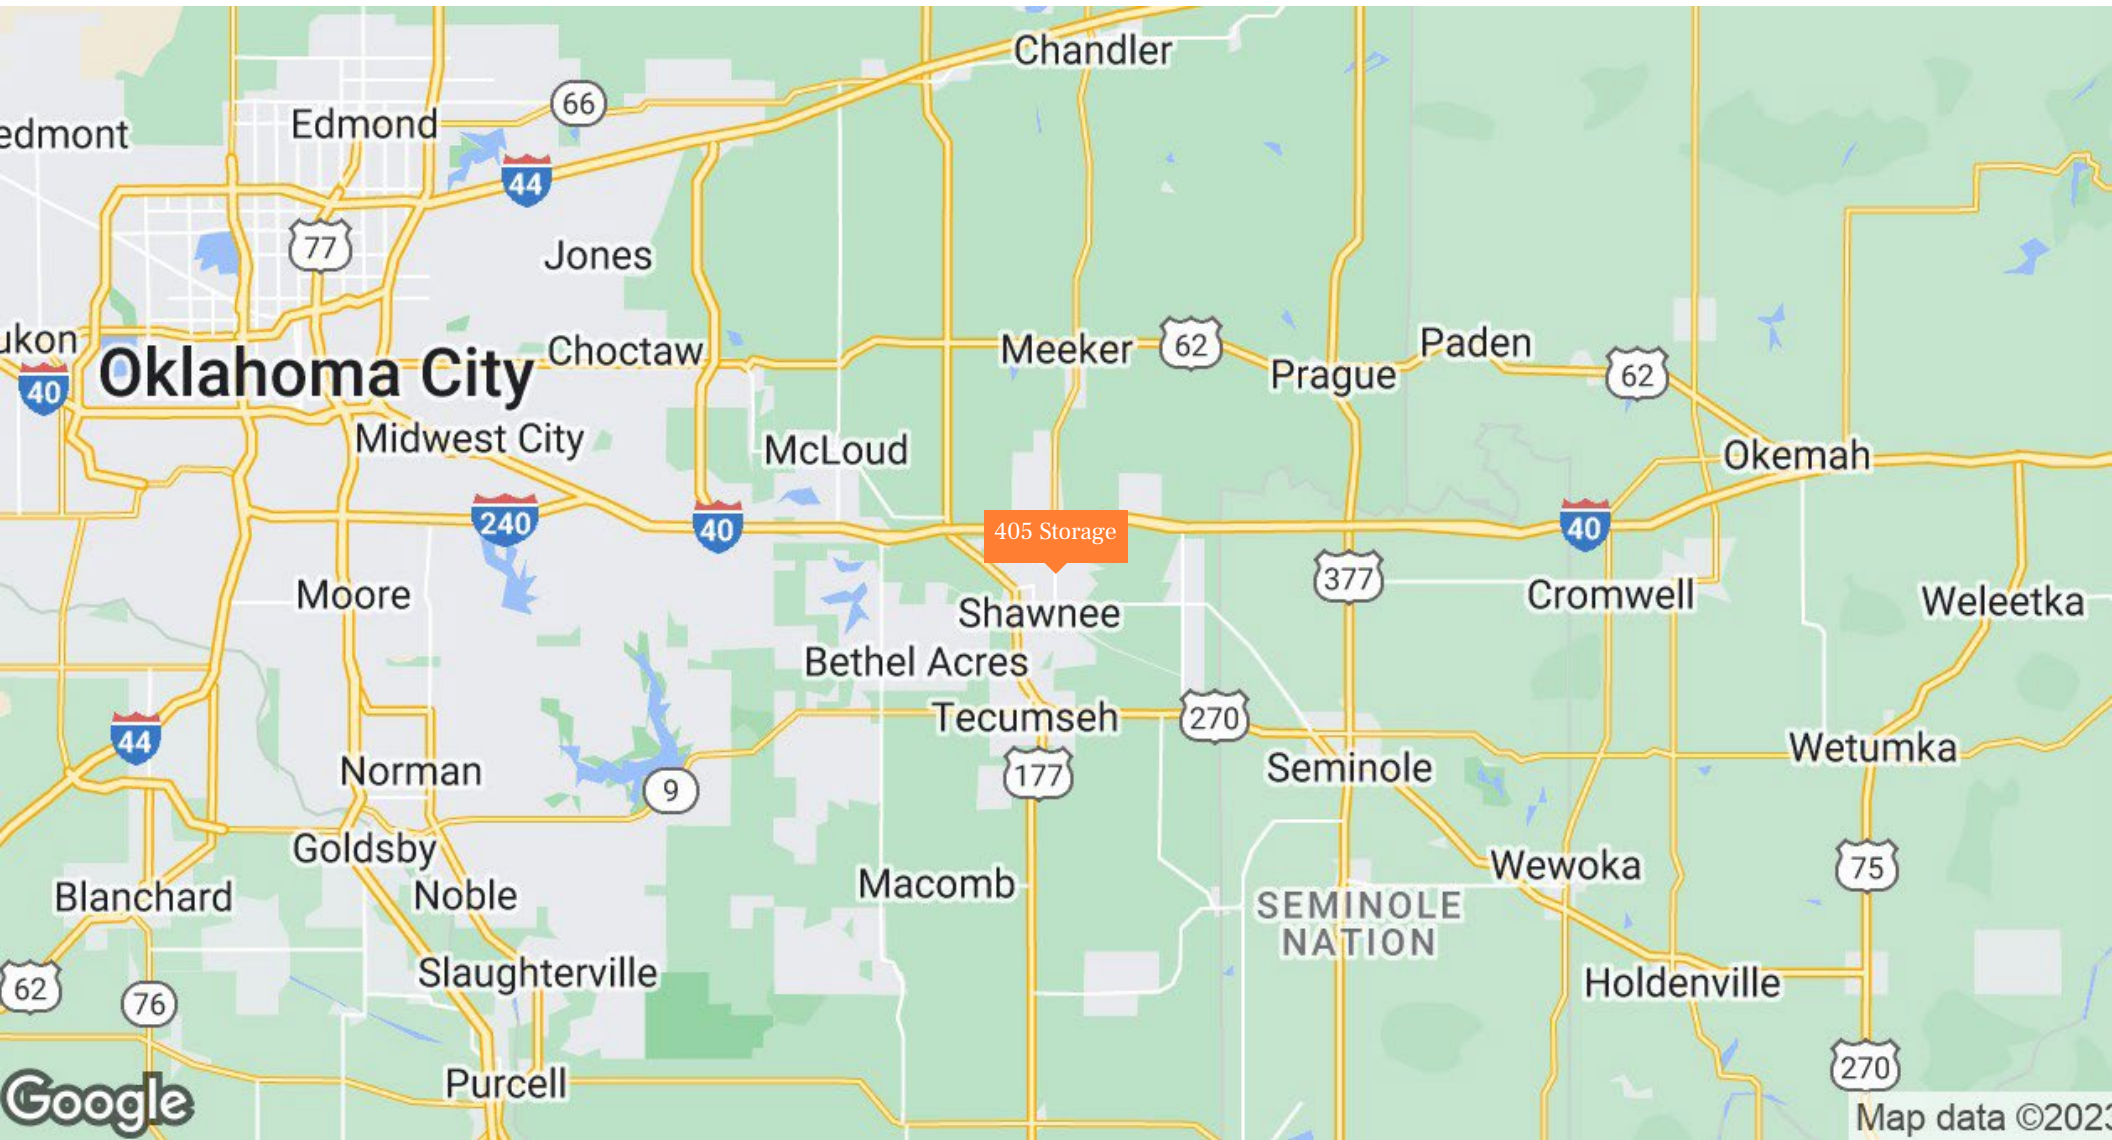 Chandler
66
Edmond
edmont
44
77
Jones
ukon
Choctaw
Meeker
62
Paden
Prague
62
40
Oklahoma City
Midwest City
McLoud
Okemah
240
40
405 Storage
40
377
Moore
Cromwell
Weleetka
Shawnee
Bethel Acres
Tecumseh
270
44
Norman
9
177
Seminole
Wetumka
Goldsby
Blanchard
Noble
Macomb
Wewoka
75
SEMINOLE
NATION
62
76
Slaughterville
Holdenville
Purcell
270
Google
Map data ©2023